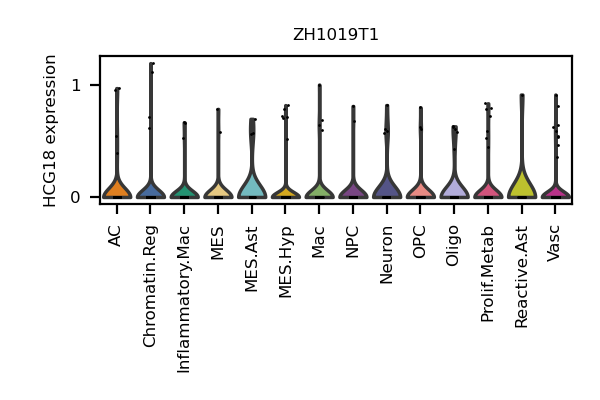 ZH1019T1
HCG18 expression
1
0
AC
Chromatin.Reg
Inflammatory.Mac
MES
MES.Ast
MES.Hyp
Mac
NPC
Neuron
OPC
Oligo
Prolif.Metab
Reactive.Ast
Vasc